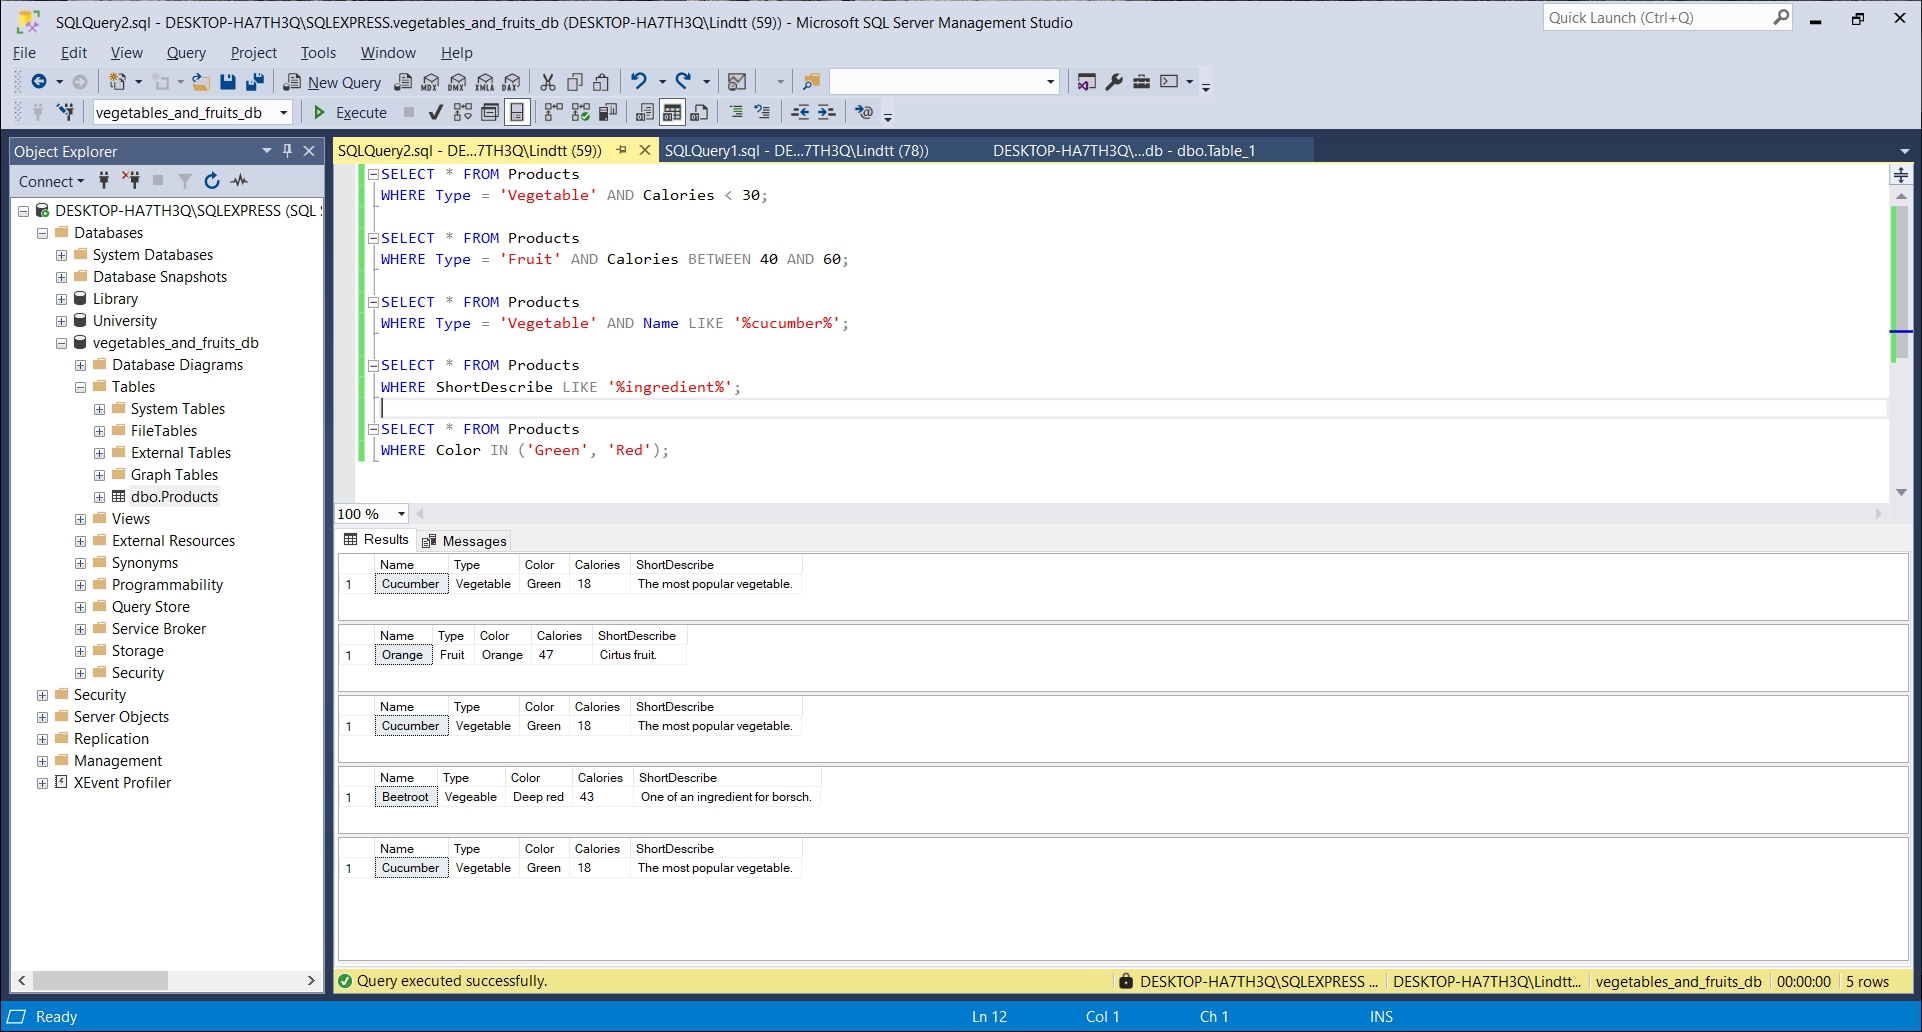 SQLQuery2.sql - DESKTOP-HA7TH3Q\SQLEXPRESS.vegetables_and_fruits_db (DESKTOP-HA7TH3Q\Lindtt (59)) - Microsoft SQL Server Management Studio
Quick Launch (Ctrl+Q)
File Edit View Query Project Tools Window Help
New Query MDX DMX XMLA DAX
vegetables_and_fruits_db Execute
Object Explorer
SQLQuery2.sql - DE...7TH3Q\Lindtt (59)) SQLQuery1.sql - DE...7TH3Q\Lindtt (78)) DESKTOP-HA7TH3Q\...db - dbo.Table_1
Connect
DESKTOP-HA7TH3Q\SQLEXPRESS (SQL S
Databases
System Databases
Database Snapshots
Library
University
vegetables_and_fruits_db
Database Diagrams
Tables
System Tables
FileTables
External Tables
Graph Tables
dbo.Products
Views
External Resources
Synonyms
Programmability
Query Store
Service Broker
Storage
Security
Security
Server Objects
Replication
Management
XEvent Profiler
SELECT * FROM Products
WHERE Type = 'Vegetable' AND Calories < 30;
SELECT * FROM Products
WHERE Type = 'Fruit' AND Calories BETWEEN 40 AND 60;
SELECT * FROM Products
WHERE Type = 'Vegetable' AND Name LIKE '%cucumber%';
SELECT * FROM Products
WHERE ShortDescribe LIKE '%ingredient%';
SELECT * FROM Products
WHERE Color IN ('Green', 'Red');
100 %
Results Messages
Name Type Color Calories ShortDescribe
1 Cucumber Vegetable Green 18 The most popular vegetable.
Name Type Color Calories ShortDescribe
1 Orange Fruit Orange 47 Cirtus fruit.
Name Type Color Calories ShortDescribe
1 Cucumber Vegetable Green 18 The most popular vegetable.
Name Type Color Calories ShortDescribe
1 Beetroot Vegeable Deep red 43 One of an ingredient for borsch.
Name Type Color Calories ShortDescribe
1 Cucumber Vegetable Green 18 The most popular vegetable.
Query executed successfully. DESKTOP-HA7TH3Q\SQLEXPRESS ... DESKTOP-HA7TH3Q\Lindtt... vegetables_and_fruits_db 00:00:00 5 rows
Ready Ln 12 Col 1 Ch 1 INS